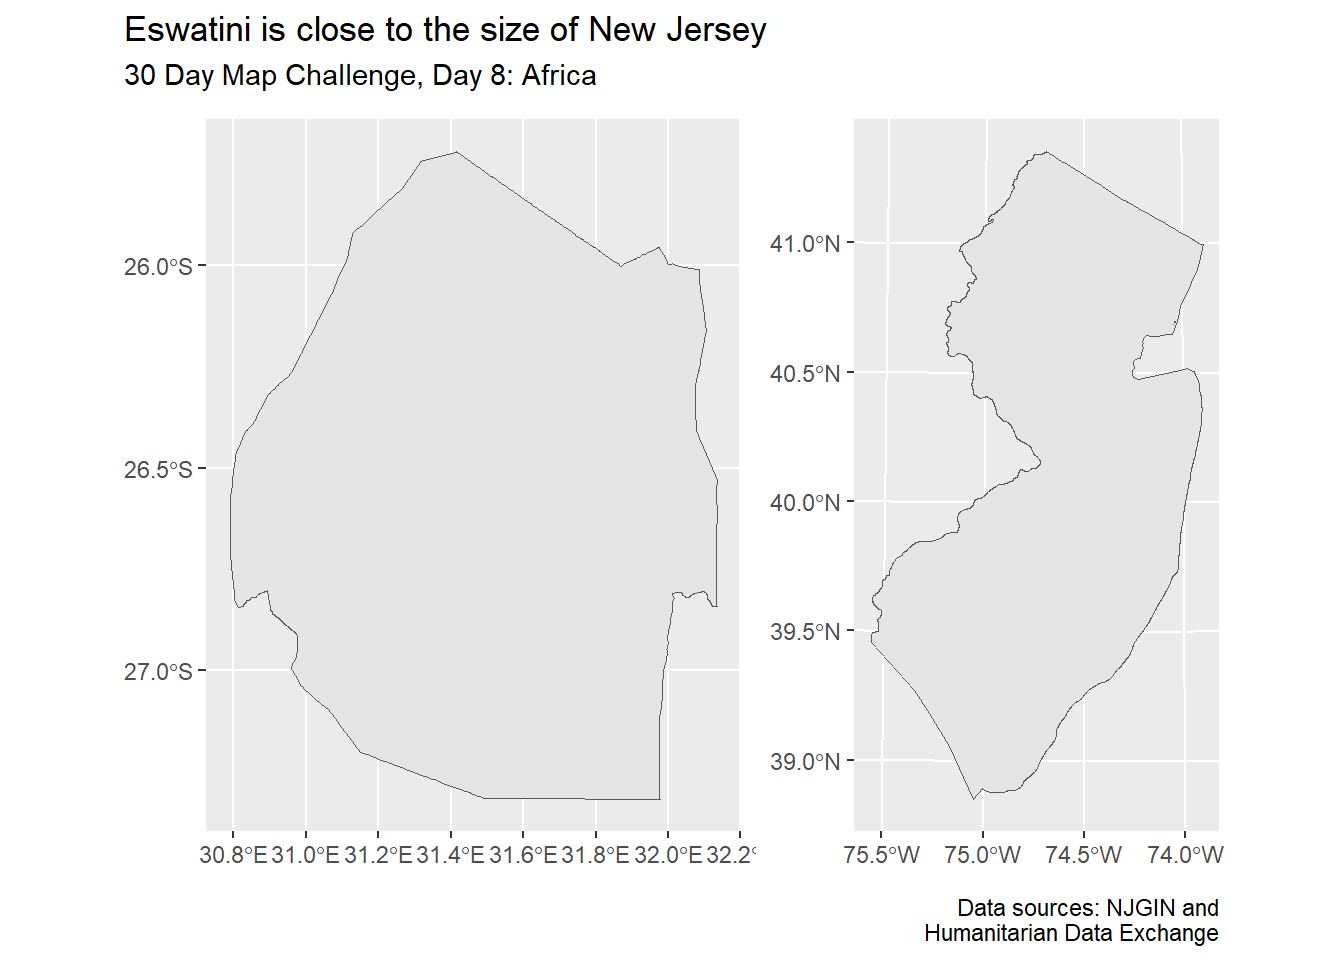 Eswatini is close to the size of New Jersey
30 Day Map Challenge, Day 8: Africa
26.0°S
26.5°S
27.0°S
30.8°E 31.0°E 31.2°E 31.4°E 31.6°E 31.8°E 32.0°E 32.2°
41.0°N
40.5°N
40.0°N
39.5°N
39.0°N
75.5°W 75.0°W 74.5°W 74.0°W
Data sources: NJGIN and
Humanitarian Data Exchange